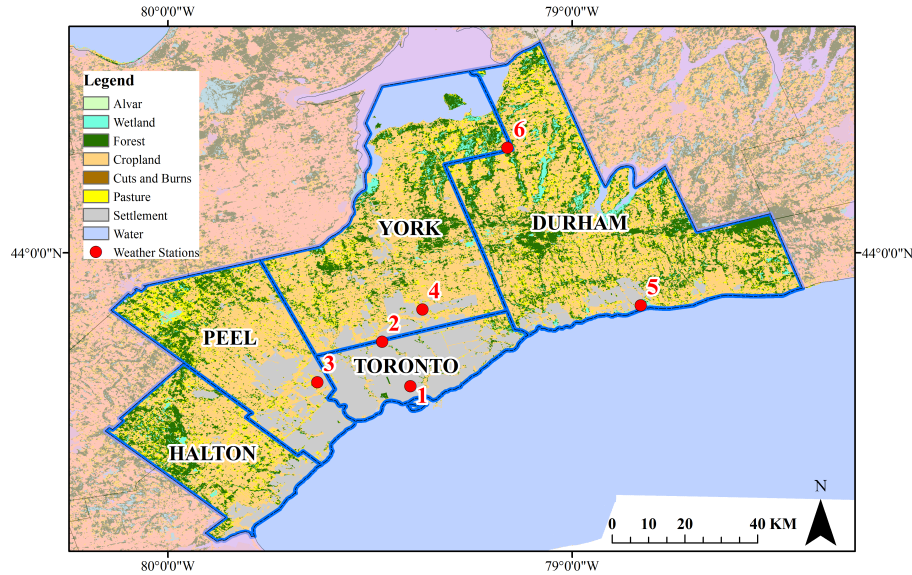 80°0'0"W 79°0'0"W
Legend
Alvar
Wetland
Forest
Cropland
Cuts and Burns
Pasture
Settlement
Water
Weather Stations
44°0'0"N
44°0'0"N
6
YORK
DURHAM
5
4
2
PEEL
3
TORONTO
1
HALTON
N
0 10 20 40 KM
80°0'0"W 79°0'0"W